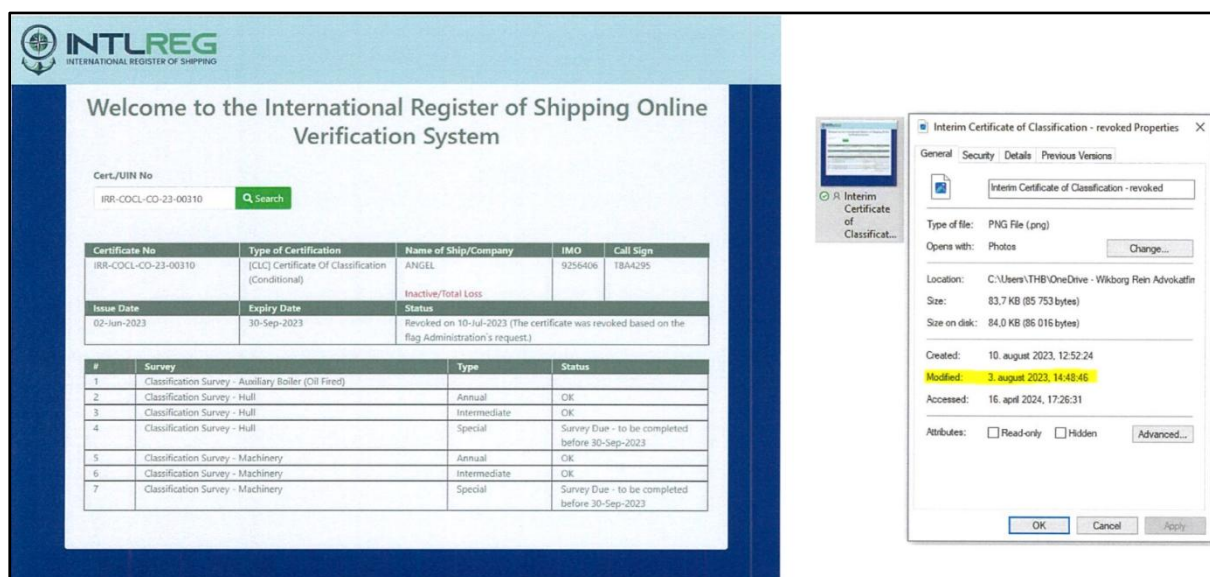 INTLREG
INTERNATIONAL REGISTER OF SHIPPING
Welcome to the International Register of Shipping Online
Verification System
Cert./UIN No
IRR-COCL-CO-23-00310 Search
Certificate No Type of Certification Name of Ship/Company IMO Call Sign
IRR-COCL-CO-23-00310 [CLC] Certificate Of Classification ANGEL 9256406 T8A4295
(Conditional)
Inactive/Total Loss
Issue Date Expiry Date Status
02-Jun-2023 30-Sep-2023 Revoked on 10-Jul-2023 (The certificate was revoked based on the
flag Administration's request.)
# Survey Type Status
1 Classification Survey - Auxiliary Boiler (Oil Fired)
2 Classification Survey - Hull Annual OK
3 Classification Survey - Hull Intermediate OK
4 Classification Survey - Hull Special Survey Due - to be completed
before 30-Sep-2023
5 Classification Survey - Machinery Annual OK
6 Classification Survey - Machinery Intermediate OK
7 Classification Survey - Machinery Special Survey Due - to be completed
before 30-Sep-2023
Interim
Certificate
of
Classificat...
Interim Certificate of Classification - revoked Properties
General Security Details Previous Versions
Interim Certificate of Classification - revoked
Type of file: PNG File (.png)
Opens with: Photos Change...
Location: C:\Users\THB\OneDrive - Wikborg Rein Advokatfir
Size: 83,7 KB (85 753 bytes)
Size on disk: 84,0 KB (86 016 bytes)
Created: 10. august 2023, 12:52:24
Modified: 3. august 2023, 14:48:46
Accessed: 16. april 2024, 17:26:31
Attributes: Read-only Hidden Advanced...
OK Cancel Apply